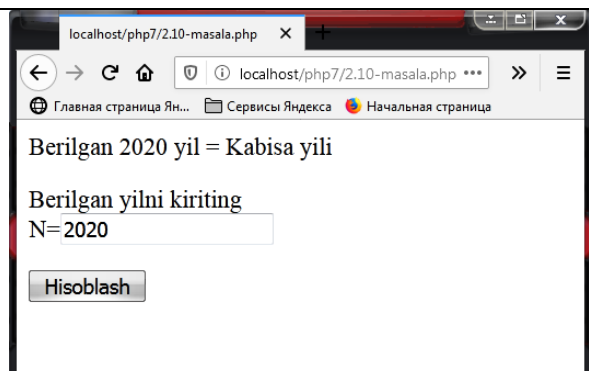 localhost/php7/2.10-masala.php
localhost/php7/2.10-masala.php
Главная страница Ян... Сервисы Яндекса Начальная страница
Berilgan 2020 yil = Kabisa yili
Berilgan yilni kiriting
N=2020
Hisoblash